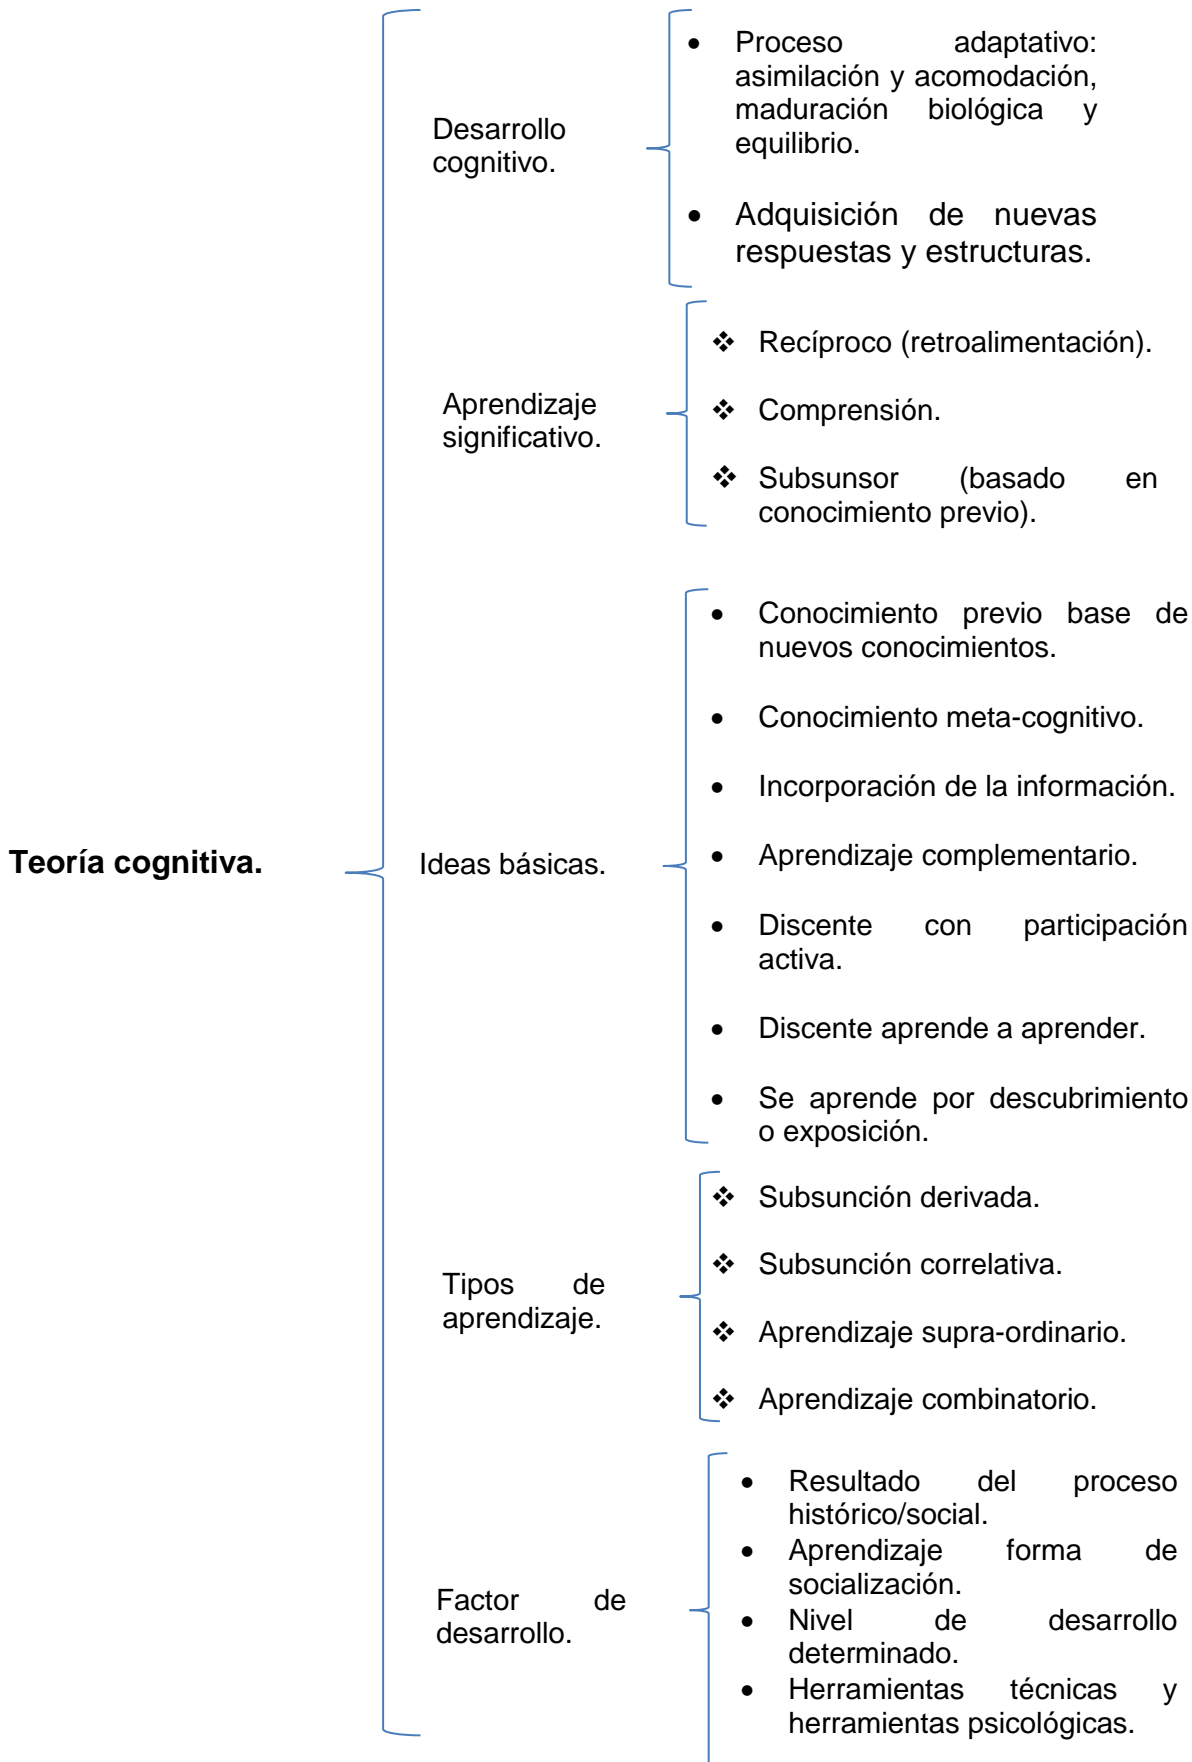 Proceso adaptativo:
asimilación y acomodación,
maduración biológica y
equilibrio.
Desarrollo
cognitivo.
Adquisición de nuevas
respuestas y estructuras.
Recíproco (retroalimentación).
Aprendizaje
significativo.
Comprensión.
Subsunsor (basado en
conocimiento previo).
Conocimiento previo base de
nuevos conocimientos.
Conocimiento meta-cognitivo.
Incorporación de la información.
Teoría cognitiva.
Ideas básicas.
Aprendizaje complementario.
Discente con participación
activa.
Discente aprende a aprender.
Se aprende por descubrimiento
o exposición.
Subsunción derivada.
Subsunción correlativa.
Tipos de
aprendizaje.
Aprendizaje supra-ordinario.
Aprendizaje combinatorio.
Resultado del proceso
histórico/social.
Aprendizaje forma de
socialización.
Factor de
desarrollo.
Nivel de desarrollo
determinado.
Herramientas técnicas y
herramientas psicológicas.